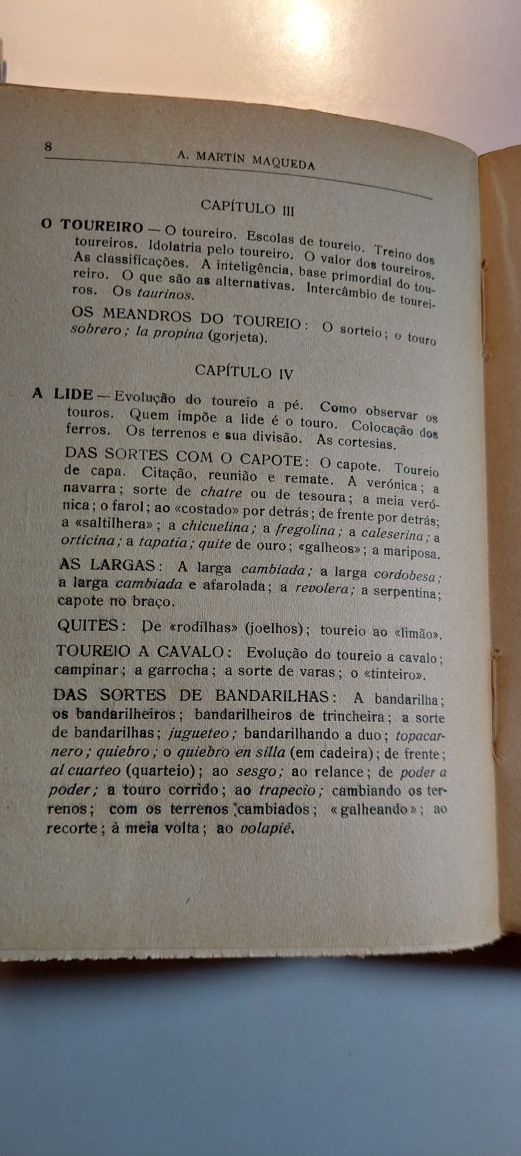 8
A. MARTÍN MAQUEDA
CAPÍTULO III
O TOUREIRO — O toureiro. Escolas de toureio. Treino dos
toureiros. Idolatria pelo toureiro. O valor dos toureiros.
As classificações. A inteligência, base primordial do tou-
reiro. O que são as alternativas. Intercâmbio de tourei-
ros. Os taurinos.
OS MEANDROS DO TOUREIO: O sorteio; o touro
sobrero; la propina (gorjeta).
CAPÍTULO IV
A LIDE — Evolução do toureio a pé. Como observar os
touros. Quem impõe a lide é o touro. Colocação dos
ferros. Os terrenos e sua divisão. As cortesias.
DAS SORTES COM O CAPOTE: O capote. Toureio
de capa. Citação, reunião e remate. A verónica; a
navarra; sorte de chatre ou de tesoura; a meia veró-
nica; o farol; ao «costado» por detrás; de frente por detrás;
a «saltilhera»; a chicuelina; a fregolina; a caleserina; a
orticina; a tapatía; quite de ouro; «galheos»; a mariposa.
AS LARGAS: A larga cambiada; a larga cordobesa;
a larga cambiada e afarolada; a revolera; a serpentina;
capote no braço.
QUITES: De «rodilhas» (joelhos); toureio ao «limão».
TOUREIO A CAVALO: Evolução do toureio a cavalo;
campinar; a garrocha; a sorte de varas; o «tinteiro».
DAS SORTES DE BANDARILHAS: A bandarilha;
os bandarilheiros; bandarilheiros de trincheira; a sorte
de bandarilhas; jugueteo; bandarilhando a duo; topacar-
nero; quiebro; o quiebro en silla (em cadeira); de frente;
al cuarteo (quarteio); ao sesgo; ao relance; de poder a
poder; a touro corrido; ao trapecio; cambiando os ter-
renos; com os terrenos cambiados; «galheando»; ao
recorte; à meia volta; ao volapié.